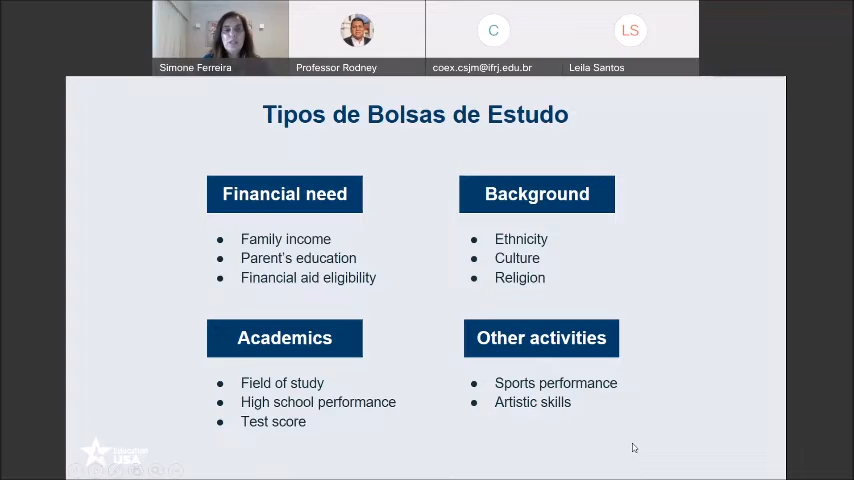 C
LS
Simone Ferreira
Professor Rodney
coex.csjm@ifrj.edu.br
Leila Santos
Tipos de Bolsas de Estudo
Financial need
Family income
Parent's education
Financial aid eligibility
Background
Ethnicity
Culture
Religion
Academics
Field of study
High school performance
Test score
Other activities
Sports performance
Artistic skills
Education
USA